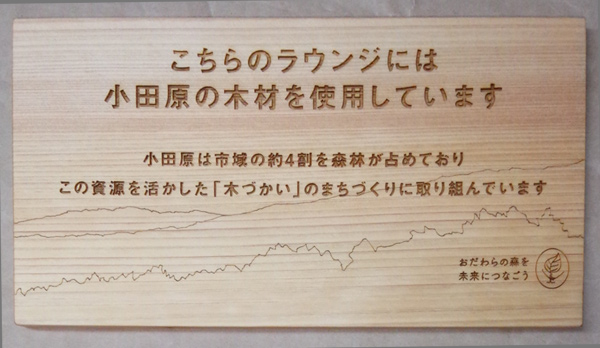 こちらのラウンジには
小田原の木材を使用しています
小田原は市域の約4割を森林が占めており
この資源を活かした「木づかい」のまちづくりに取り組んでいます
おだわらの森を
未来につなごう